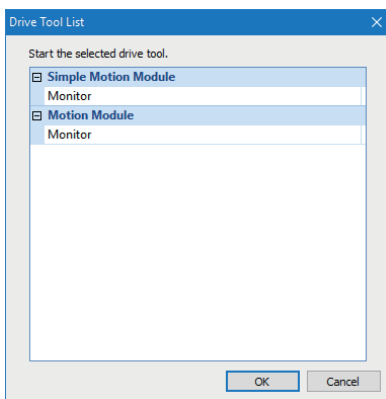 Drive Tool List
Start the selected drive tool.
Simple Motion Module
Monitor
Motion Module
Monitor
OK Cancel